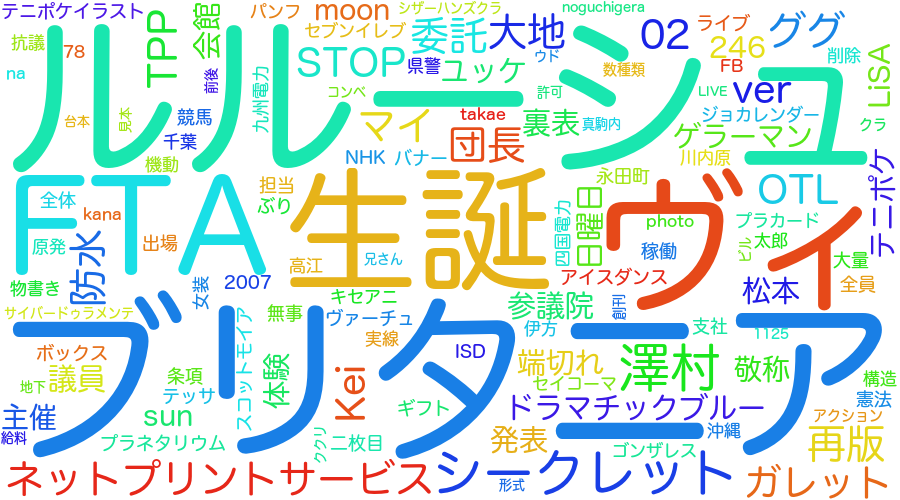 テニポケイラスト
パンフ
moon
シザーハンズクラ
noguchigera
抗議
78
TPP
会館
セブンイレブ
委託
大地
02
ライブ
ググ
na
前後
STOP
県警
ユッケ
ウド
246
削除
ルルーシュ
FB
数種類
LiSA
台本
見本
九州電力
コンペ
許可
ver
LIVE
競馬
マイ
takae
裏表
真駒内
ジョカレンダー
クラ
千葉
団長
ゲラーマン
機動
NHK
バナー
川内原
FTA
生誕
ヴィ
全体
担当
永田町
OTL
テニポケ
kana
ぶり
四国電力
日曜日
photo
プラカード
原発
防水
出場
兄さん
稼働
ビル
太郎
高江
大量
物書き
女装
2007
キセアニ
アイスダンス
松本
全員
サイバードゥラメンテ
無事
ヴァーチュ
参議院
創刊
ブリタニア
実線
伊方
支社
1125
ボックス
スコットモイア
ISD
端切れ
澤村
敬称
議員
条項
体験
Kei
セイコーマ
構造
地下
テッサ
憲法
主催
sun
ギフト
ドラマチックブルー
アクション
給料
プラネタリウム
ククリ
二枚目
発表
ゴンザレス
沖縄
再版
ネットプリントサービス
シークレット
形式
ガレット